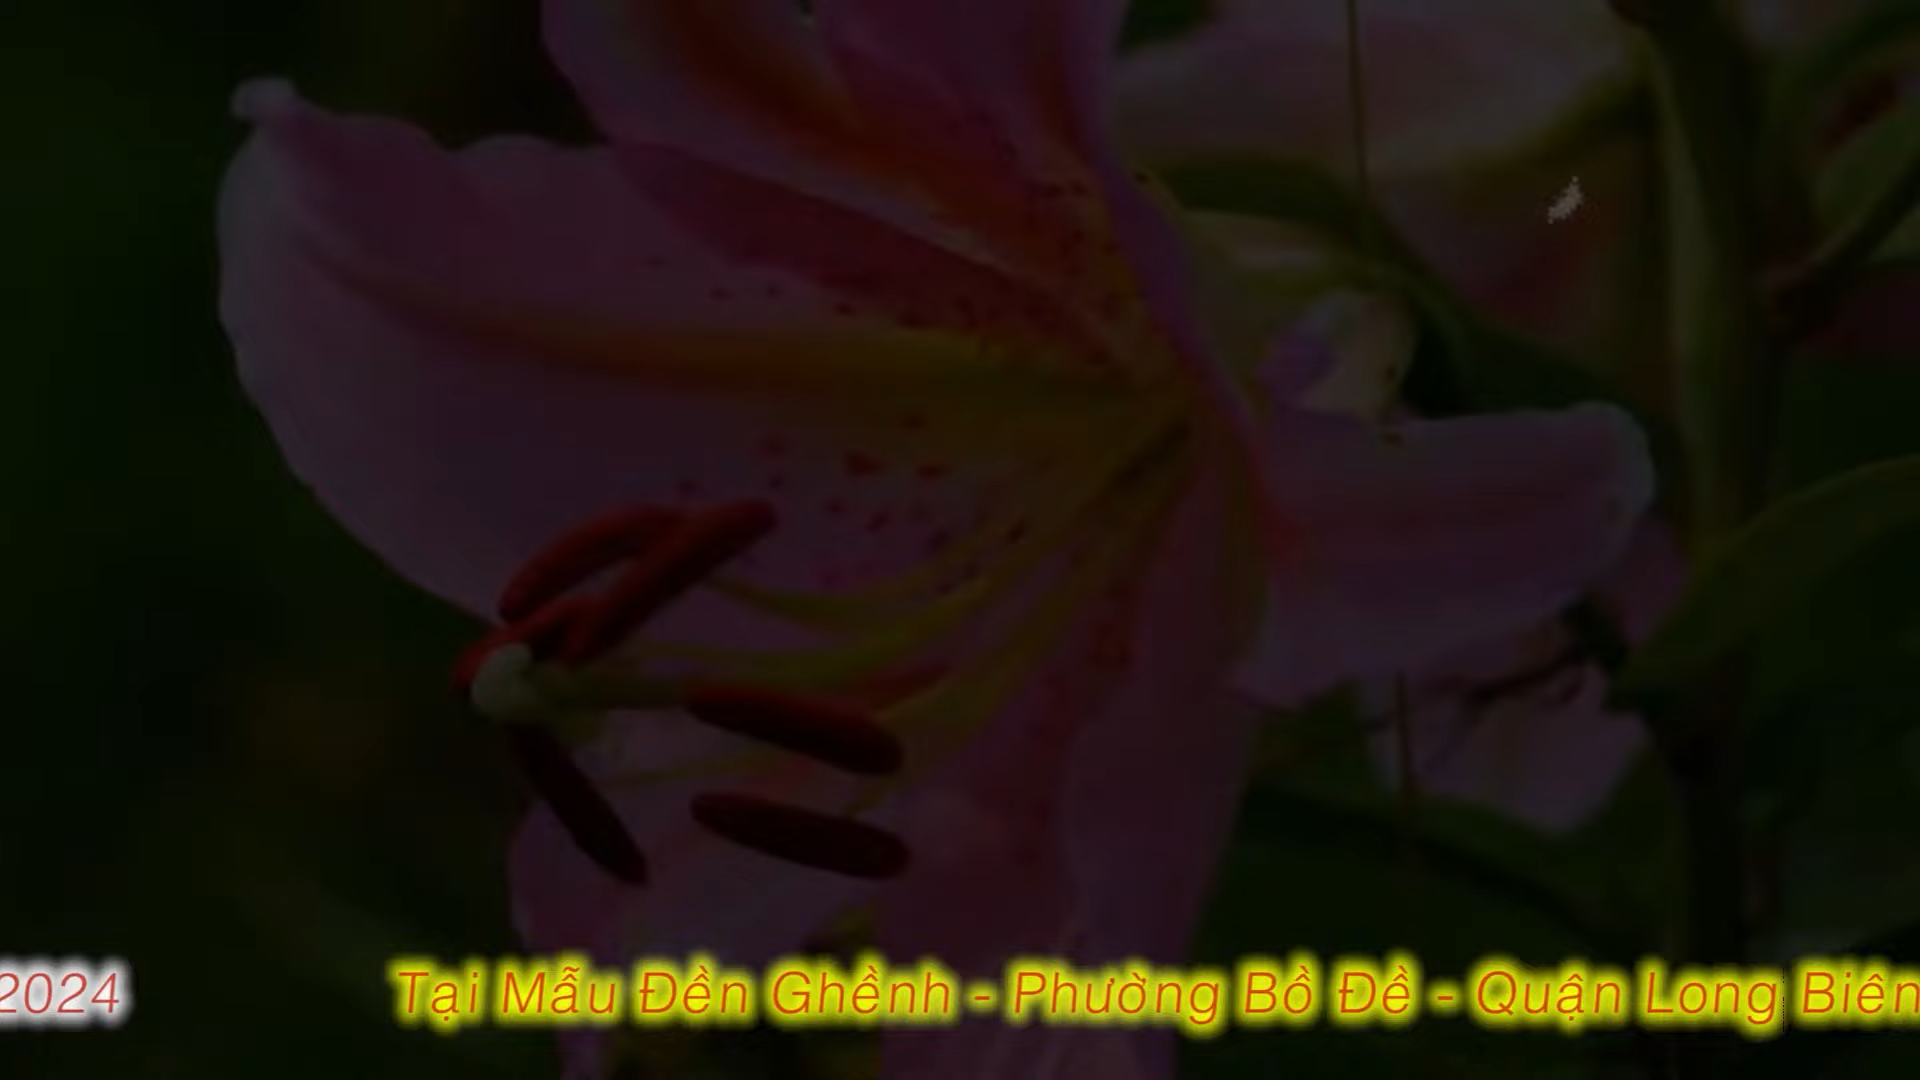 2024 Tại Mẫu Đền Ghềnh - Phường Bồ Đề - Quận Long Biên